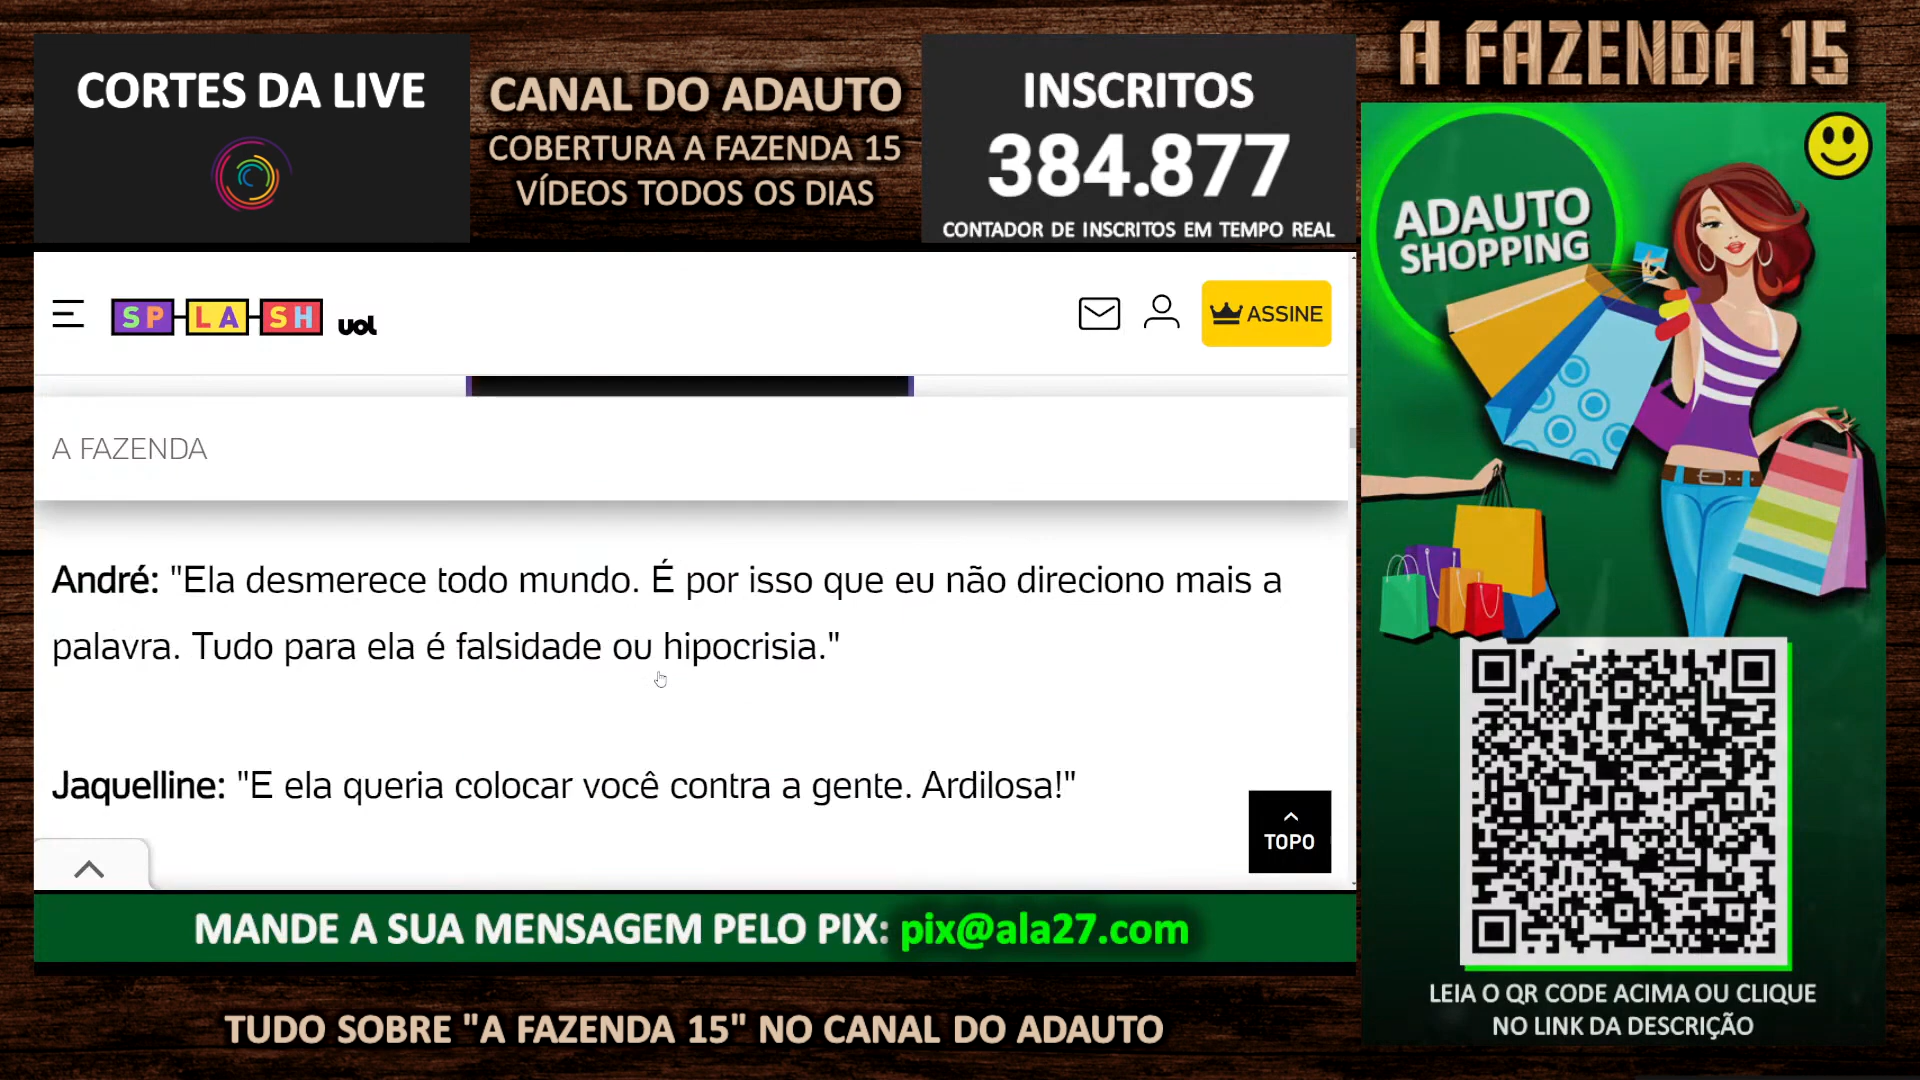 CORTES DA LIVE
CANAL DO ADAUTO
COBERTURA A FAZENDA 15
VÍDEOS TODOS OS DIAS
INSCRITOS
384.877
CONTADOR DE INSCRITOS EM TEMPO REAL
A FAZENDA 15
SPLASH uol
ASSINE
A FAZENDA
André: "Ela desmerece todo mundo. É por isso que eu não direciono mais a
palavra. Tudo para ela é falsidade ou hipocrisia."
Jaquelline: "E ela queria colocar você contra a gente. Ardilosa!"
TOPO
ADAUTO
SHOPPING
LEIA O QR CODE ACIMA OU CLIQUE
NO LINK DA DESCRIÇÃO
MANDE A SUA MENSAGEM PELO PIX: pix@ala27.com
TUDO SOBRE "A FAZENDA 15" NO CANAL DO ADAUTO